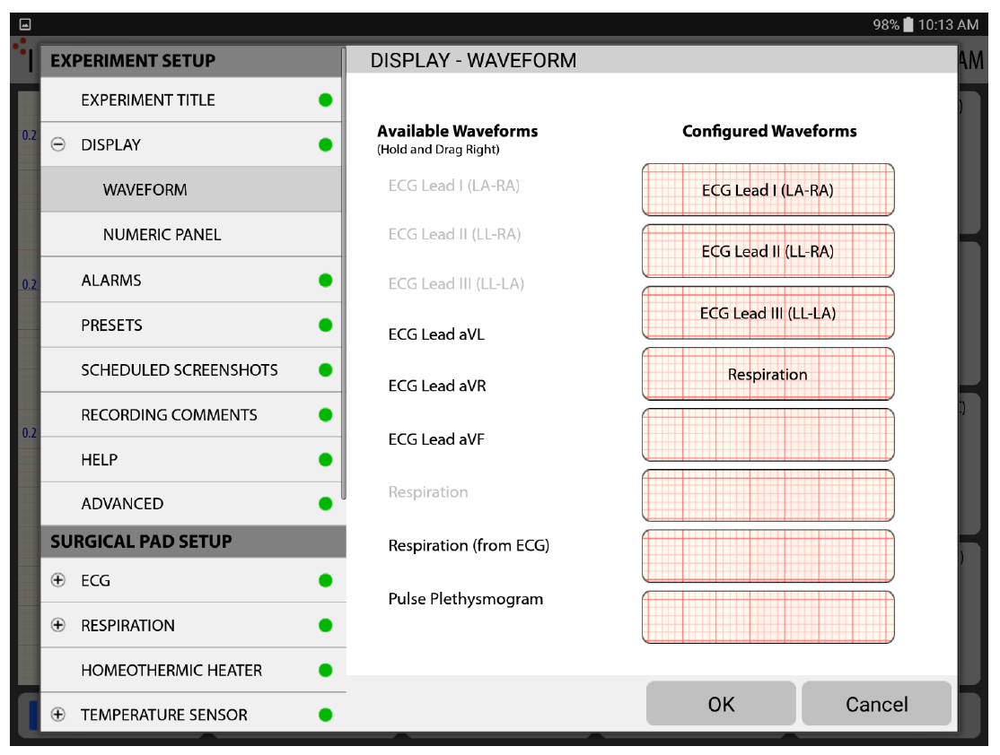 98% 10:13 AM
AM
EXPERIMENT SETUP
EXPERIMENT TITLE
DISPLAY
WAVEFORM
NUMERIC PANEL
ALARMS
PRESETS
SCHEDULED SCREENSHOTS
RECORDING COMMENTS
HELP
ADVANCED
SURGICAL PAD SETUP
ECG
RESPIRATION
HOMEOTHERMIC HEATER
TEMPERATURE SENSOR
0.2
0.2
0.2
DISPLAY - WAVEFORM
Available Waveforms
(Hold and Drag Right)
ECG Lead I (LA-RA)
ECG Lead II (LL-RA)
ECG Lead III (LL-LA)
ECG Lead aVL
ECG Lead aVR
ECG Lead aVF
Respiration
Respiration (from ECG)
Pulse Plethysmogram
Configured Waveforms
ECG Lead I (LA-RA)
ECG Lead II (LL-RA)
ECG Lead III (LL-LA)
Respiration
OK
Cancel